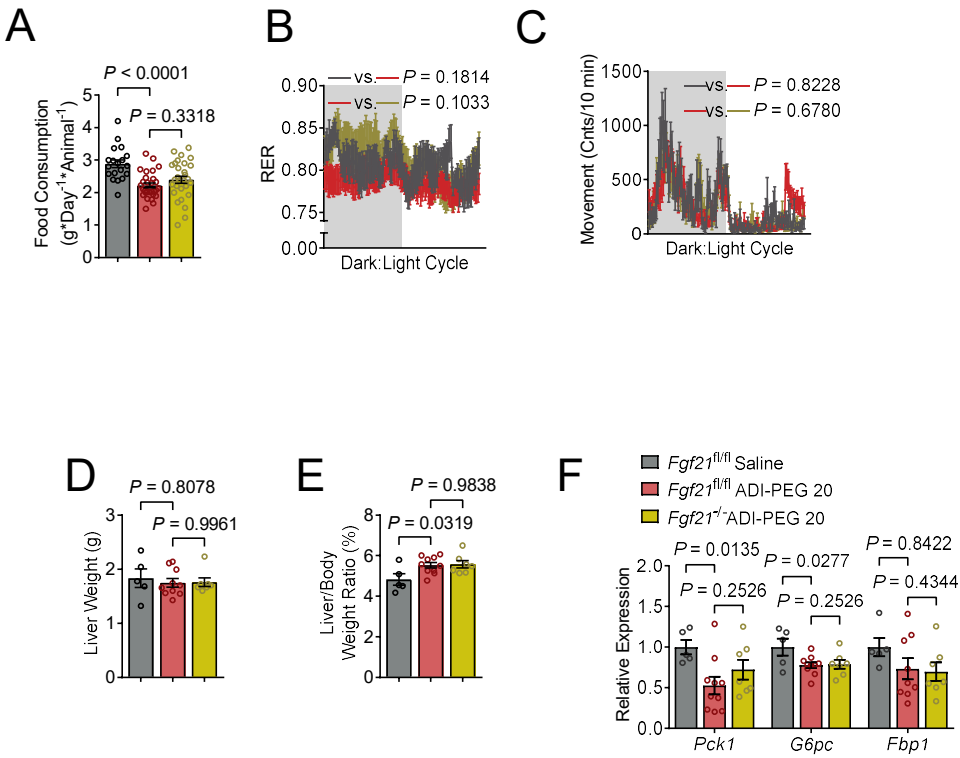 A
P < 0.0001
P = 0.3318
Food Consumption
(g*Day-1*Animal-1)
5
4
3
2
1
0
B
vs. P = 0.1814
vs. P = 0.1033
RER
0.90
0.85
0.80
0.75
0.00
Dark:Light Cycle
C
vs. P = 0.8228
vs. P = 0.6780
Movement (Cnts/10 min)
1500
1000
500
0
Dark:Light Cycle
D
P = 0.8078
P = 0.9961
Liver Weight (g)
3
2
1
0
E
P = 0.9838
P = 0.0319
Liver/Body
Weight Ratio (%)
8
6
4
2
0
F
Fgf21fl/fl Saline
Fgf21fl/fl ADI-PEG 20
Fgf21-/-ADI-PEG 20
P = 0.0135
P = 0.2526
P = 0.0277
P = 0.2526
P = 0.8422
P = 0.4344
Relative Expression
2.0
1.5
1.0
0.5
0.0
Pck1
G6pc
Fbp1